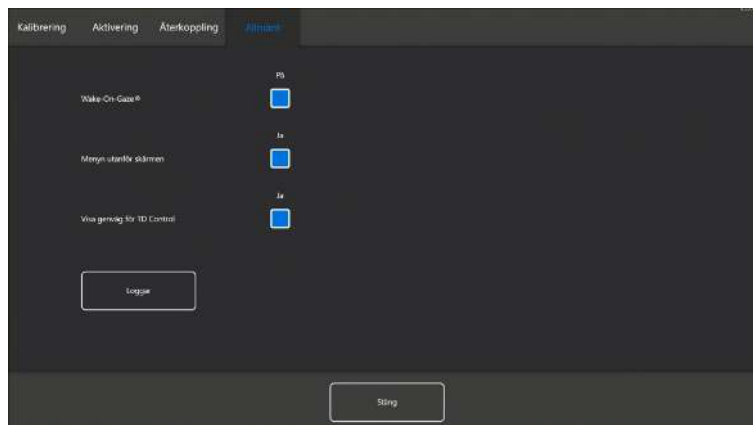 Kalibrering
Aktivering
Återkoppling
Allmänt
På
Wake-On-Gaze®
Ja
Menyn utanför skärmen
Ja
Visa genväg för TD Control
Loggar
Stäng